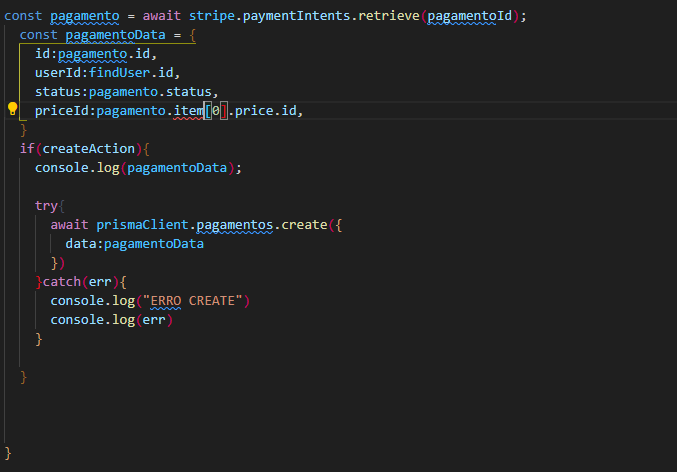 const pagamento = await stripe.paymentIntents.retrieve(pagamentoId);
const pagamentoData = {
id:pagamento.id,
userId:findUser.id,
status:pagamento.status,
priceId:pagamento.item[0].price.id,
}
if(createAction){
console.log(pagamentoData);
try{
await prismaClient.pagamentos.create({
data:pagamentoData
})
}catch(err){
console.log("ERRO CREATE")
console.log(err)
}
}
}